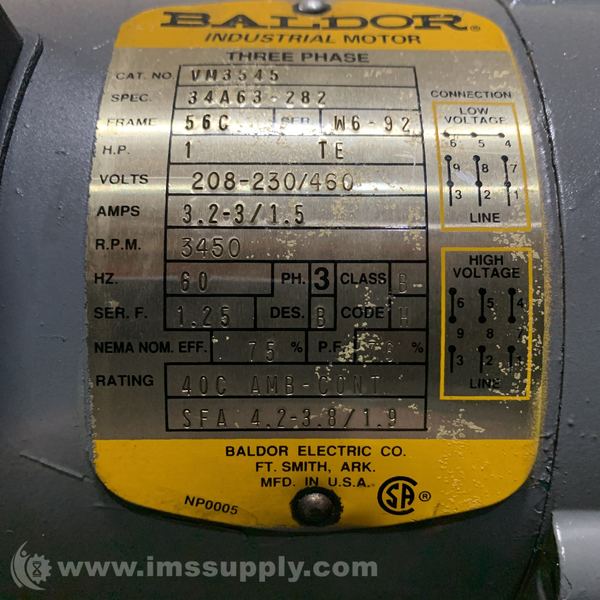 BALDOR
INDUSTRIAL MOTOR
THREE PHASE
CAT. NO. VM3545
SPEC. 34A63-282
FRAME 56C SER. W6-92
H.P. 1 TE
VOLTS 208-230/460
AMPS 3.2-3/1.5
R.P.M. 3450
HZ. 60 PH. 3 CLASS B
SER. F. 1.25 DES. B CODE H
NEMA NOM. EFF. 75 % P.F. %
RATING 40C AMB-CONT
SFA 4.2-3.8/1.9
CONNECTION
LOW
VOLTAGE
6 5 4
9 8 7
3 2 1
LINE
HIGH
VOLTAGE
6 5 4
9 8 7
3 2 1
LINE
BALDOR ELECTRIC CO.
FT. SMITH, ARK.
MFD. IN U.S.A.
NP0005
SA ®
www.imssupply.com